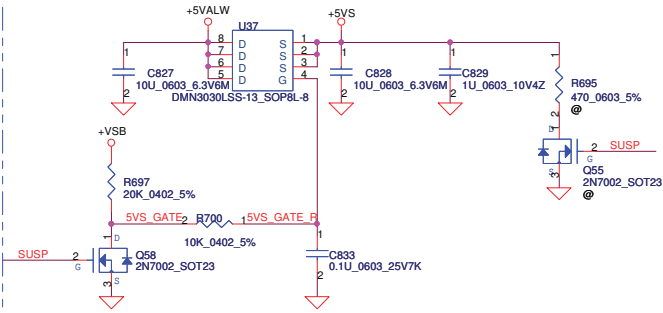 +5VALW
+5VS
U37
8 D S 1
7 D S 2
6 D S 3
5 D G 4
DMN3030LSS-13_SOP8L-8
1
C827
10U_0603_6.3V6M
2
1
C828
10U_0603_6.3V6M
2
1
C829
1U_0603_10V4Z
2
1
R695
470_0603_5%
@
2
1
D
2 SUSP
G
Q55
2N7002_SOT23
@
S
3
+VSB
R697
20K_0402_5%
5VS_GATE 2 R700 1 5VS_GATE_R
10K_0402_5%
1
D
SUSP 2
G
Q58
2N7002_SOT23
S
3
1
C833
0.1U_0603_25V7K
2